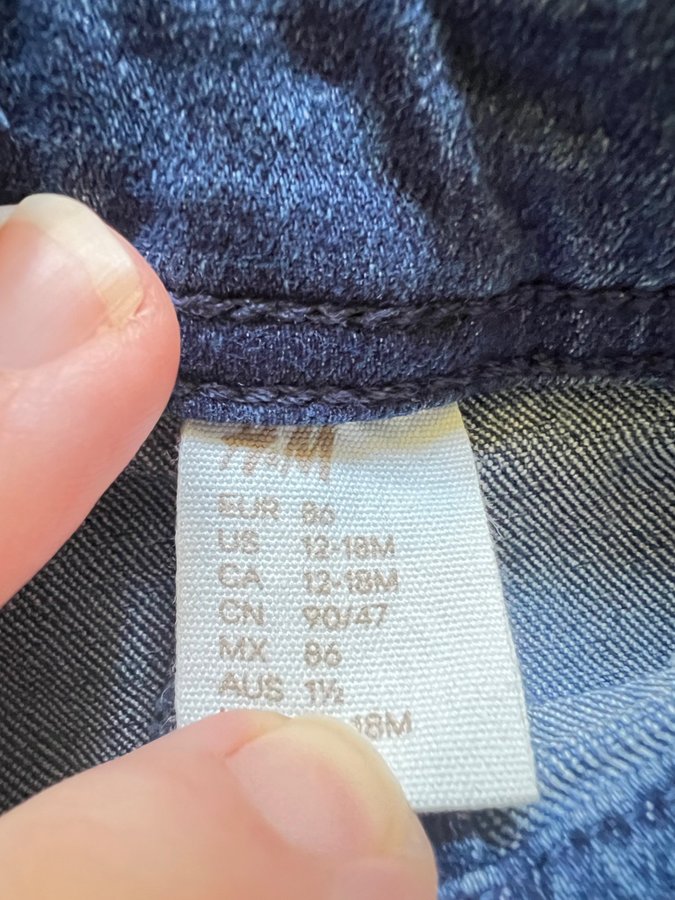 H&M
EUR 86
US 12-18M
CA 12-18M
CN 90/47
MX 86
AUS 1½
18M